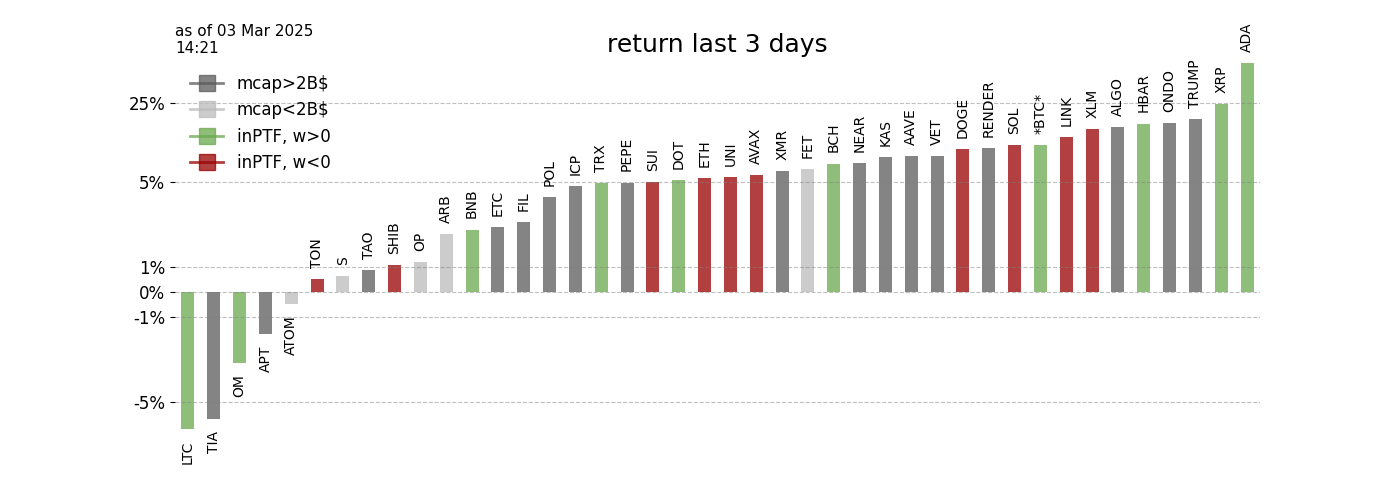 as of 03 Mar 2025
14:21
return last 3 days
mcap>2B$
mcap<2B$
inPTF, w>0
inPTF, w<0
25%
5%
1%
0%
-1%
-5%
LTC
TIA
OM
APT
ATOM
TON
S
TAO
SHIB
OP
ARB
BNB
ETC
FIL
POL
ICP
TRX
PEPE
SUI
DOT
ETH
UNI
AVAX
XMR
FET
BCH
NEAR
KAS
AAVE
VET
DOGE
RENDER
SOL
*BTC*
LINK
XLM
ALGO
HBAR
ONDO
TRUMP
XRP
ADA